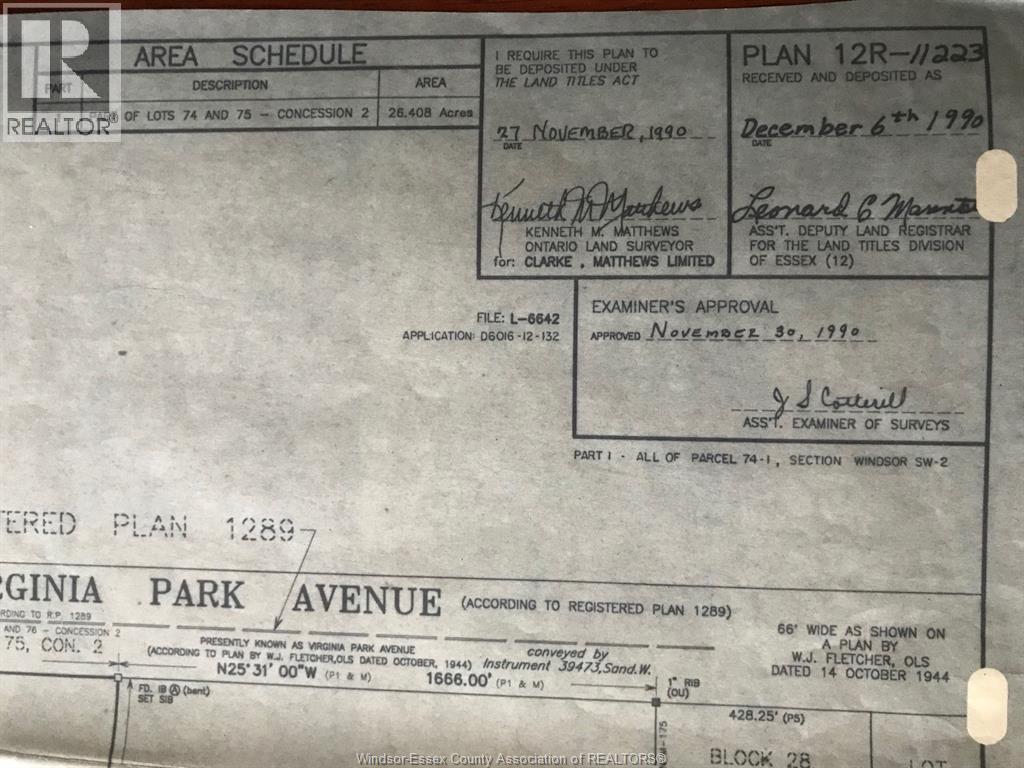 AREA SCHEDULE
PART DESCRIPTION AREA
OF LOTS 74 AND 75 - CONCESSION 2 26.408 Acres
REALTOR®
I REQUIRE THIS PLAN TO
BE DEPOSITED UNDER
THE LAND TITLES ACT
27 NOVEMBER, 1990
DATE
Kenneth M Matthews
KENNETH M. MATTHEWS
ONTARIO LAND SURVEYOR
for: CLARKE , MATTHEWS LIMITED
PLAN 12R-11223
RECEIVED AND DEPOSITED AS
December 6th 1990
DATE
Leonard C
ASS'T. DEPUTY LAND REGISTRAR
FOR THE LAND TITLES DIVISION
OF ESSEX (12)
FILE: L-6642
APPLICATION: D6016-12-132
EXAMINER'S APPROVAL
APPROVED NOVEMBER 30, 1990
J S Cotterill
ASS'T. EXAMINER OF SURVEYS
PART 1 - ALL OF PARCEL 74-1, SECTION WINDSOR SW-2
TERED PLAN 1289
RGINIA PARK AVENUE (ACCORDING TO REGISTERED PLAN 1289)
RDING TO R.P. 1289
AND 76 - CONCESSION 2
75, CON. 2
PRESENTLY KNOWN AS VIRGINIA PARK AVENUE
(ACCORDING TO PLAN BY W.J. FLETCHER,OLS DATED OCTOBER, 1944)
conveyed by
Instrument 39473,Sand.W.
66' WIDE AS SHOWN ON
A PLAN BY
W.J. FLETCHER, OLS
DATED 14 OCTOBER 1944
N25°31'00"W (P1 & M) 1666.00' (P1 & M)
FD. IB (A) (bent)
SET SIB
1" RIB
(OU)
428.25' (P5)
BLOCK 28
LOT
Windsor-Essex County Association of REALTORS®